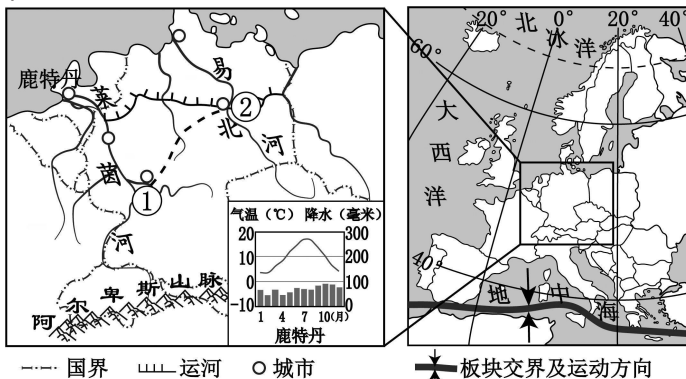 鹿特丹
莱茵河
易北河
①
②
阿尔卑斯山脉
气温（℃） 降水（毫米）
20 300
10 200
0 100
-10 0
1 4 7 10(月)
鹿特丹
20° 0° 20° 40°
北冰洋
60°
大西洋
40°
地中海
国界 运河 城市 板块交界及运动方向